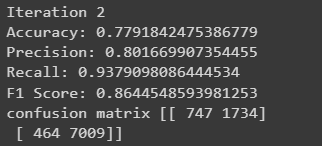 Iteration 2
Accuracy: 0.7791842475386779
Precision: 0.801669907354455
Recall: 0.9379098086444534
F1 Score: 0.8644548593981253
confusion matrix [[ 747 1734]
 [ 464 7009]]